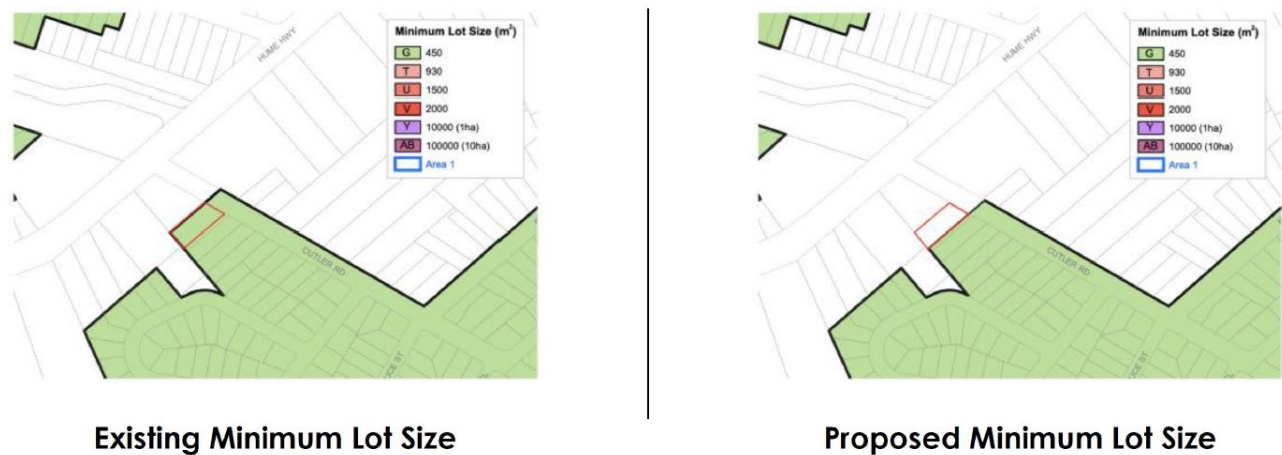 Minimum Lot Size (m²)
G 450
T 930
U 1500
V 2000
Y 10000 (1ha)
AB 100000 (10ha)
Area 1
HUME HWY
CUTLER RD
Existing Minimum Lot Size
Minimum Lot Size (m²)
G 450
T 930
U 1500
V 2000
Y 10000 (1ha)
AB 100000 (10ha)
Area 1
HUME HWY
CUTLER RD
Proposed Minimum Lot Size